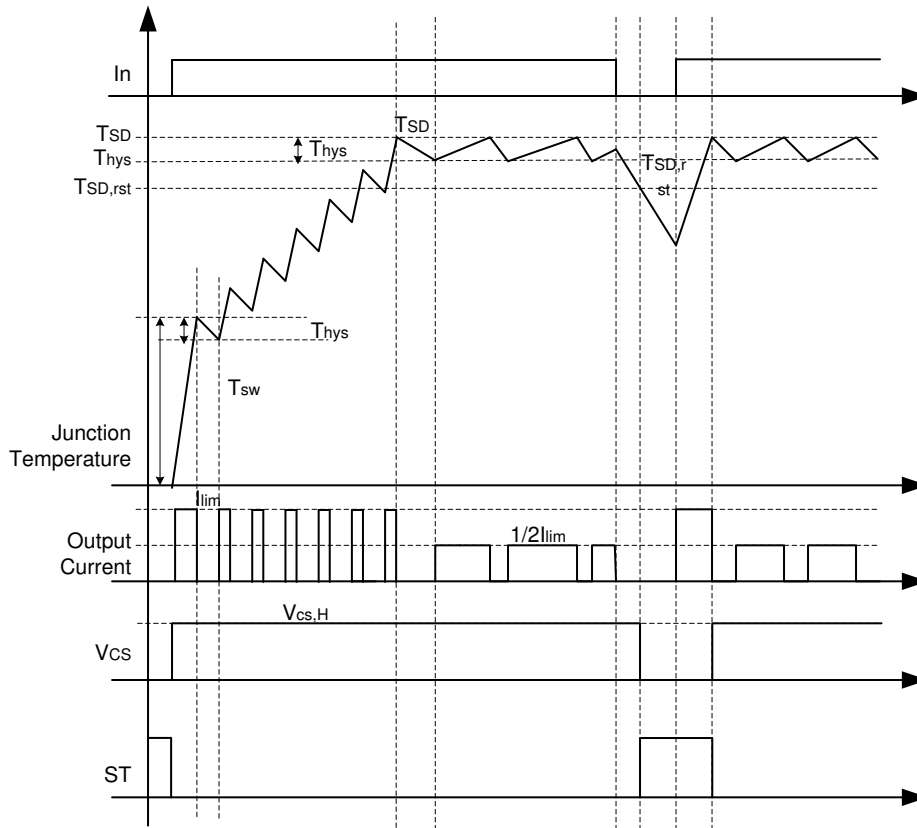 In
TSD
Thys
TSD,rst
TSD
Thys
TSD,r
st
Thys
Tsw
Junction
Temperature
Ilim
Output
Current
1/2Ilim
Vcs,H
VCS
ST